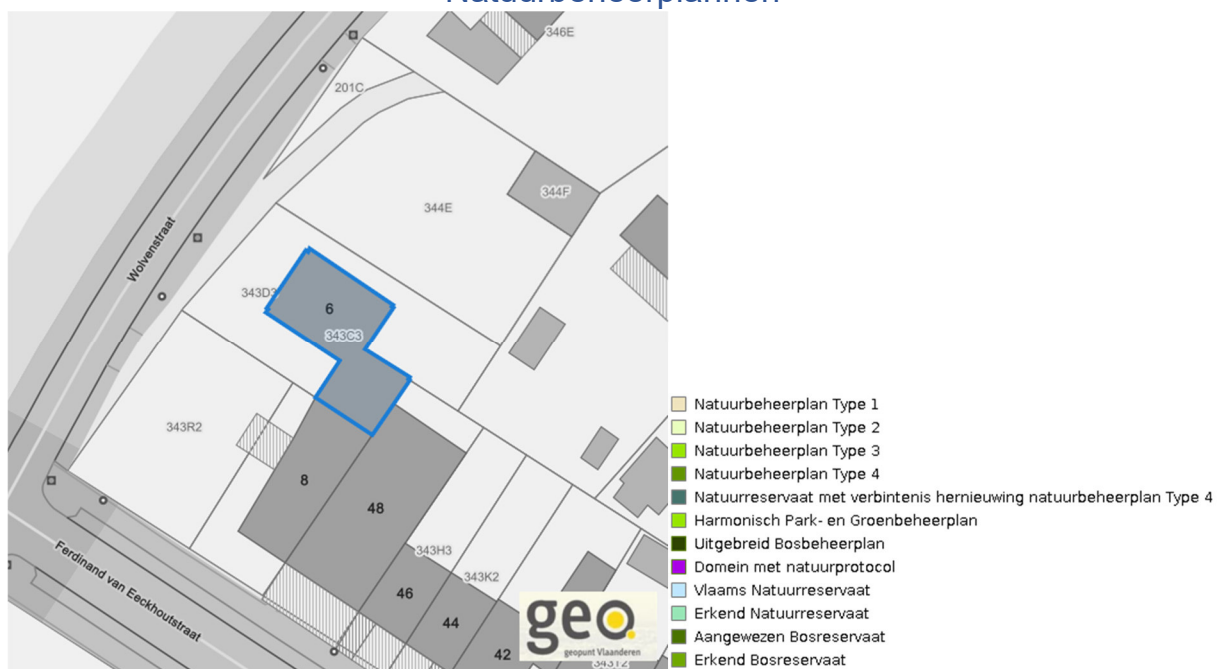 Natuurbeheerplannen
346E
201C
344F
344E
Wolvenstraat
343D3
6
343C3
343R2
8
48
343H3
343K2
Ferdinand van Eeckhoutstraat
46
44
42
geo
geopunt Vlaanderen
Natuurbeheerplan Type 1
Natuurbeheerplan Type 2
Natuurbeheerplan Type 3
Natuurbeheerplan Type 4
Natuurreservaat met verbintenis hernieuwing natuurbeheerplan Type 4
Harmonisch Park- en Groenbeheerplan
Uitgebreid Bosbeheerplan
Domein met natuurprotocol
Vlaams Natuurreservaat
Erkend Natuurreservaat
Aangewezen Bosreservaat
Erkend Bosreservaat